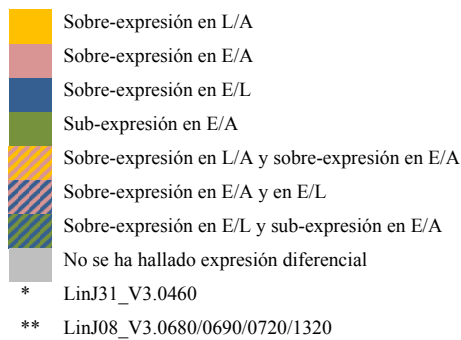 Sobre-expresión en L/A
Sobre-expresión en E/A
Sobre-expresión en E/L
Sub-expresión en E/A
Sobre-expresión en L/A y sobre-expresión en E/A
Sobre-expresión en E/A y en E/L
Sobre-expresión en E/L y sub-expresión en E/A
No se ha hallado expresión diferencial
* LinJ31_V3.0460
** LinJ08_V3.0680/0690/0720/1320